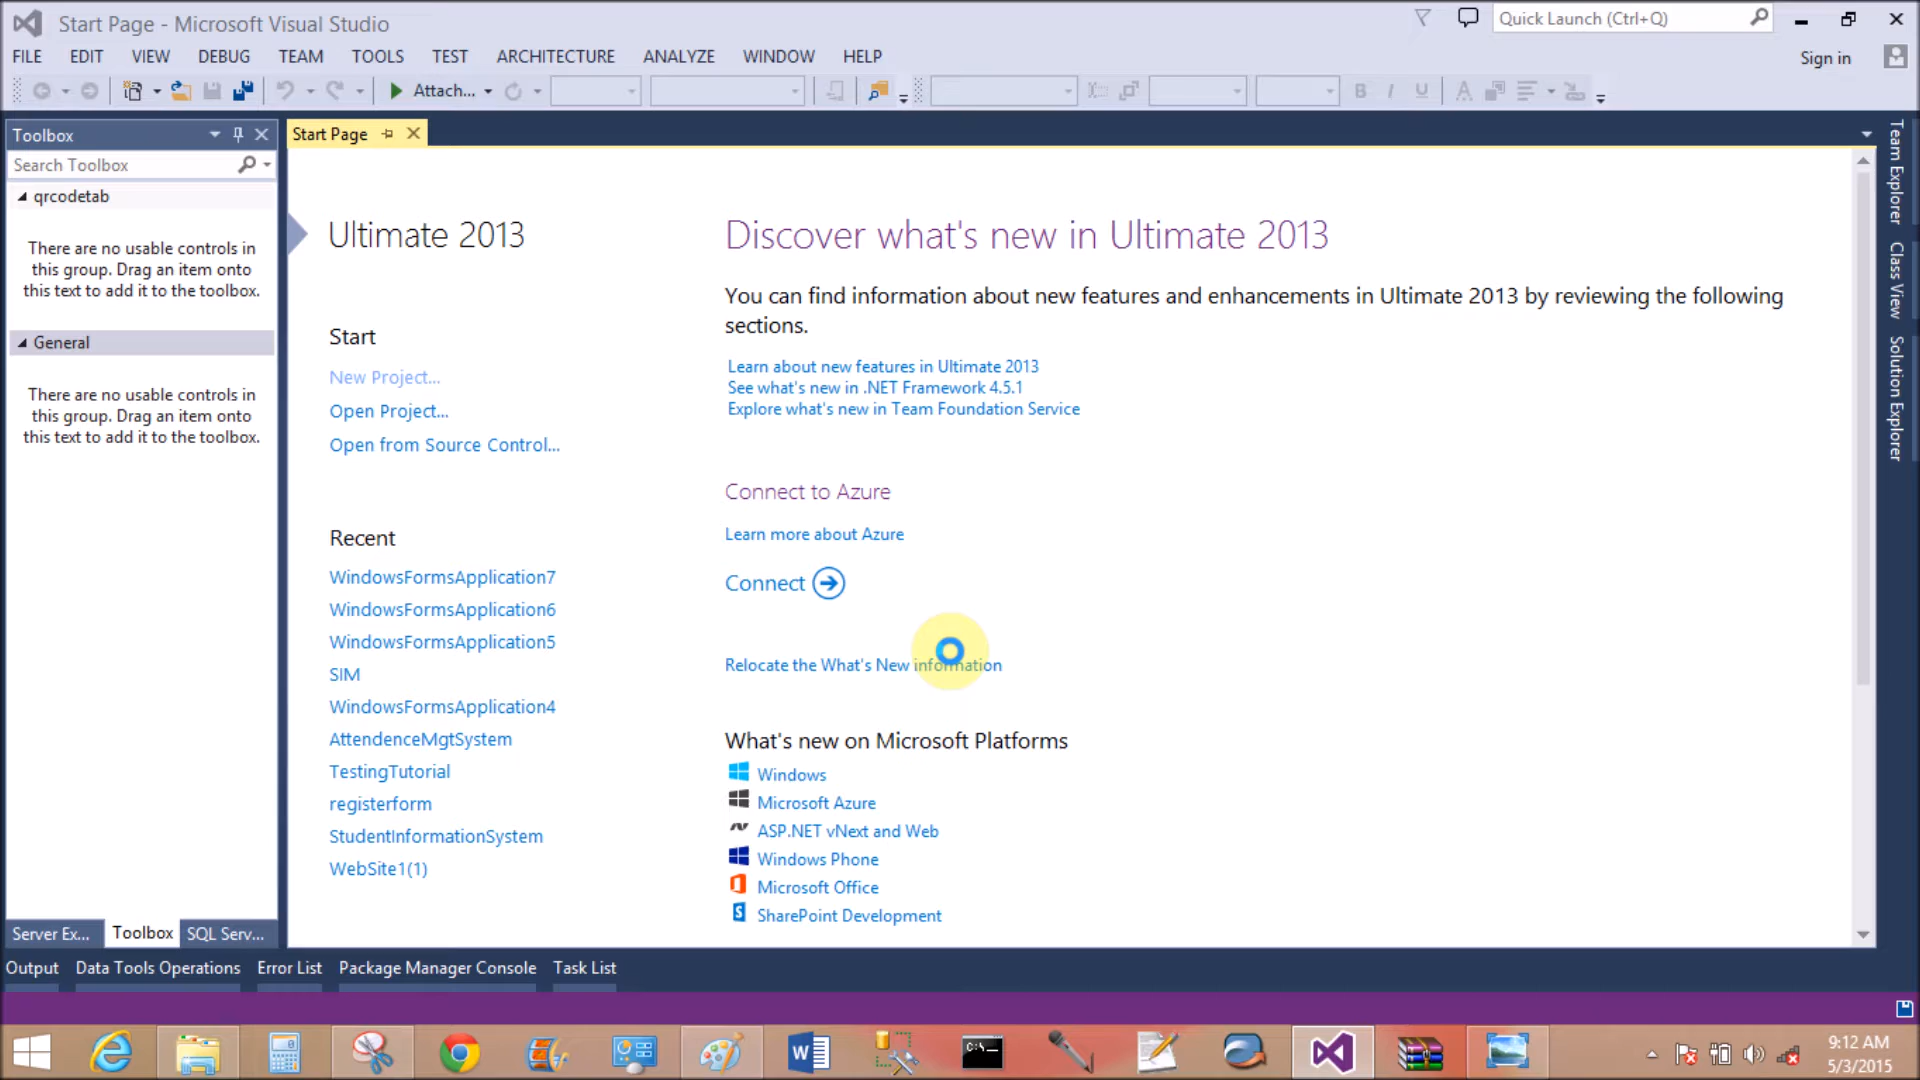 Start Page - Microsoft Visual Studio
Quick Launch (Ctrl+Q)
FILE EDIT VIEW DEBUG TEAM TOOLS TEST ARCHITECTURE ANALYZE WINDOW HELP
Sign in
Attach...
B I U A
Toolbox
Search Toolbox
qrcodetab
There are no usable controls in
this group. Drag an item onto
this text to add it to the toolbox.
General
There are no usable controls in
this group. Drag an item onto
this text to add it to the toolbox.
Server Ex...
Toolbox
SQL Serv...
Start Page
Ultimate 2013
Start
New Project...
Open Project...
Open from Source Control...
Recent
WindowsFormsApplication7
WindowsFormsApplication6
WindowsFormsApplication5
SIM
WindowsFormsApplication4
AttendenceMgtSystem
TestingTutorial
registerform
StudentInformationSystem
WebSite1(1)
Discover what's new in Ultimate 2013
You can find information about new features and enhancements in Ultimate 2013 by reviewing the following
sections.
Learn about new features in Ultimate 2013
See what's new in .NET Framework 4.5.1
Explore what's new in Team Foundation Service
Connect to Azure
Learn more about Azure
Connect
Relocate the What's New information
What's new on Microsoft Platforms
Windows
Microsoft Azure
ASP.NET vNext and Web
Windows Phone
Microsoft Office
SharePoint Development
Team Explorer
Class View
Solution Explorer
Output
Data Tools Operations
Error List
Package Manager Console
Task List
9:12 AM
5/3/2015